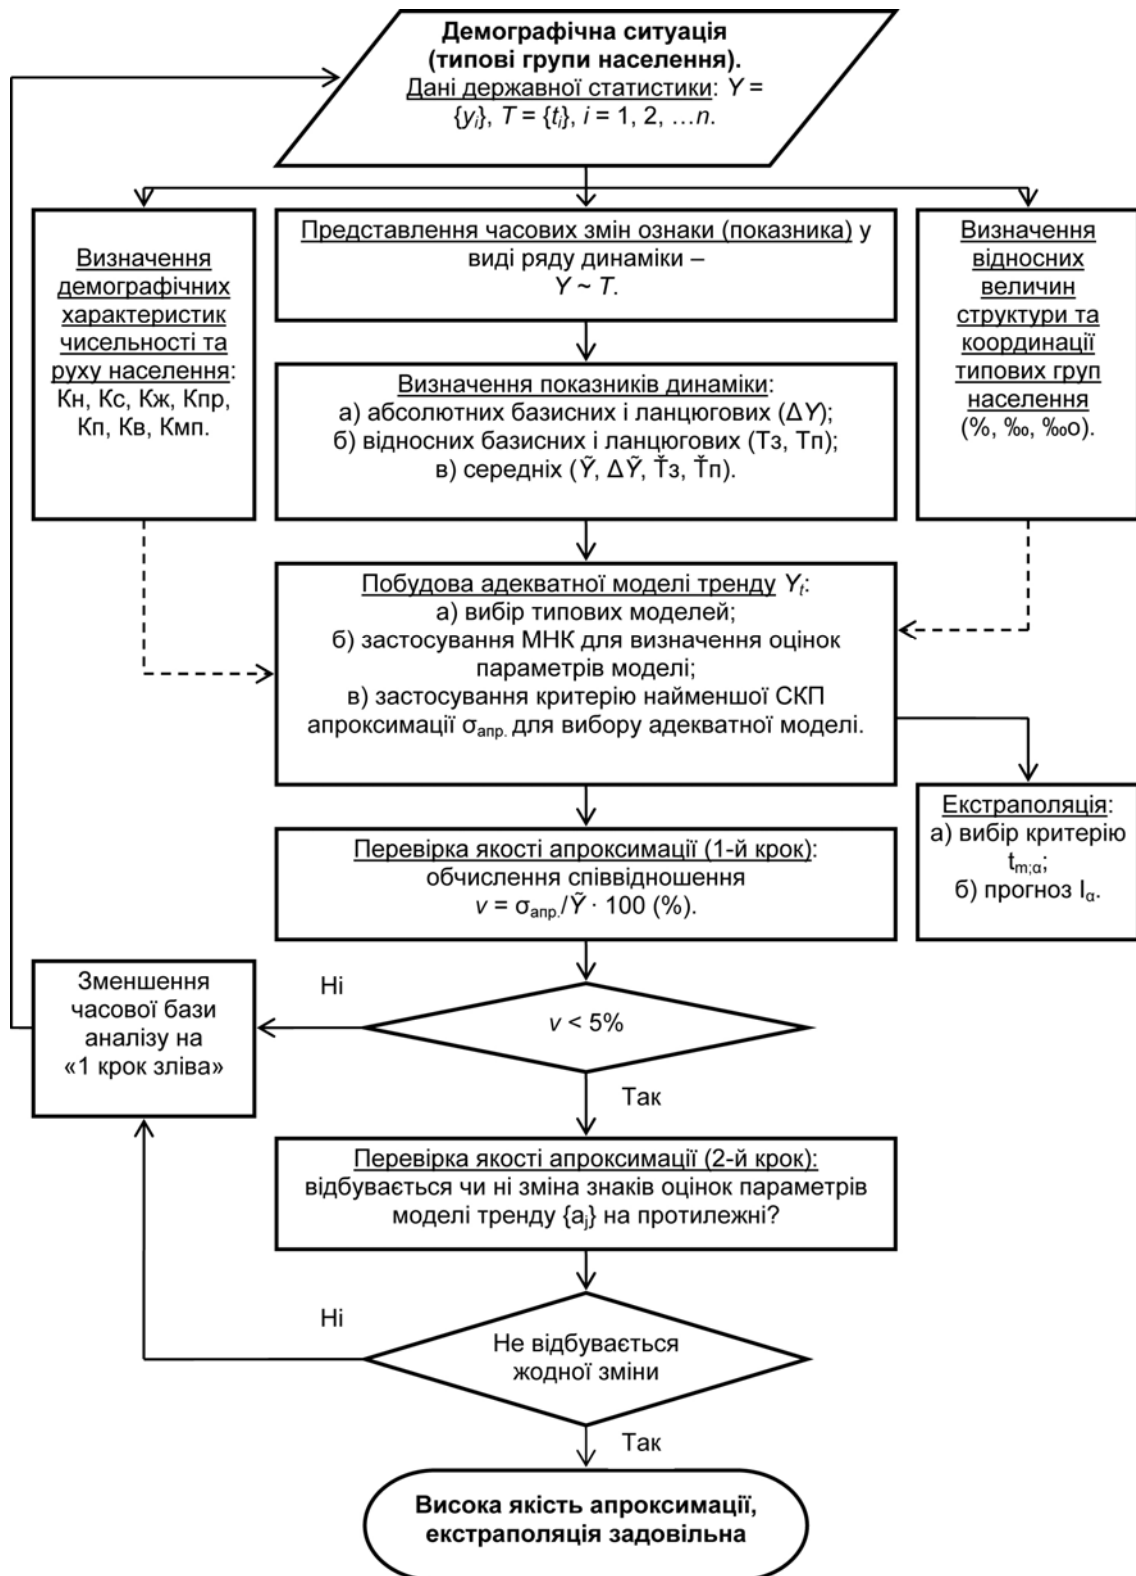 Демографічна ситуація
(типові групи населення).
Дані державної статистики: Y =
{yᵢ}, T = {tᵢ}, i = 1, 2, …n.
Визначення
демографічних
характеристик
чисельності та
руху населення:
Кн, Кс, Кж, Кпр,
Кп, Кв, Кмп.
Представлення часових змін ознаки (показника) у
виді ряду динаміки –
Y ~ T.
Визначення
відносних
величин
структури та
координації
типових груп
населення
(%, ‰, ‰о).
Визначення показників динаміки:
а) абсолютних базисних і ланцюгових (ΔY);
б) відносних базисних і ланцюгових (Тз, Тп);
в) середніх (Ỹ, ΔỸ, Ťз, Ťп).
Побудова адекватної моделі тренду Yₜ:
а) вибір типових моделей;
б) застосування МНК для визначення оцінок
параметрів моделі;
в) застосування критерію найменшої СКП
апроксимації σапр. для вибору адекватної моделі.
Екстраполяція:
а) вибір критерію
tm;α;
б) прогноз Iα.
Перевірка якості апроксимації (1-й крок):
обчислення співвідношення
v = σапр./Ỹ · 100 (%).
Зменшення
часової бази
аналізу на
«1 крок зліва»
Ні
v < 5%
Так
Перевірка якості апроксимації (2-й крок):
відбувається чи ні зміна знаків оцінок параметрів
моделі тренду {aⱼ} на протилежні?
Ні
Не відбувається
жодної зміни
Так
Висока якість апроксимації,
екстраполяція задовільна